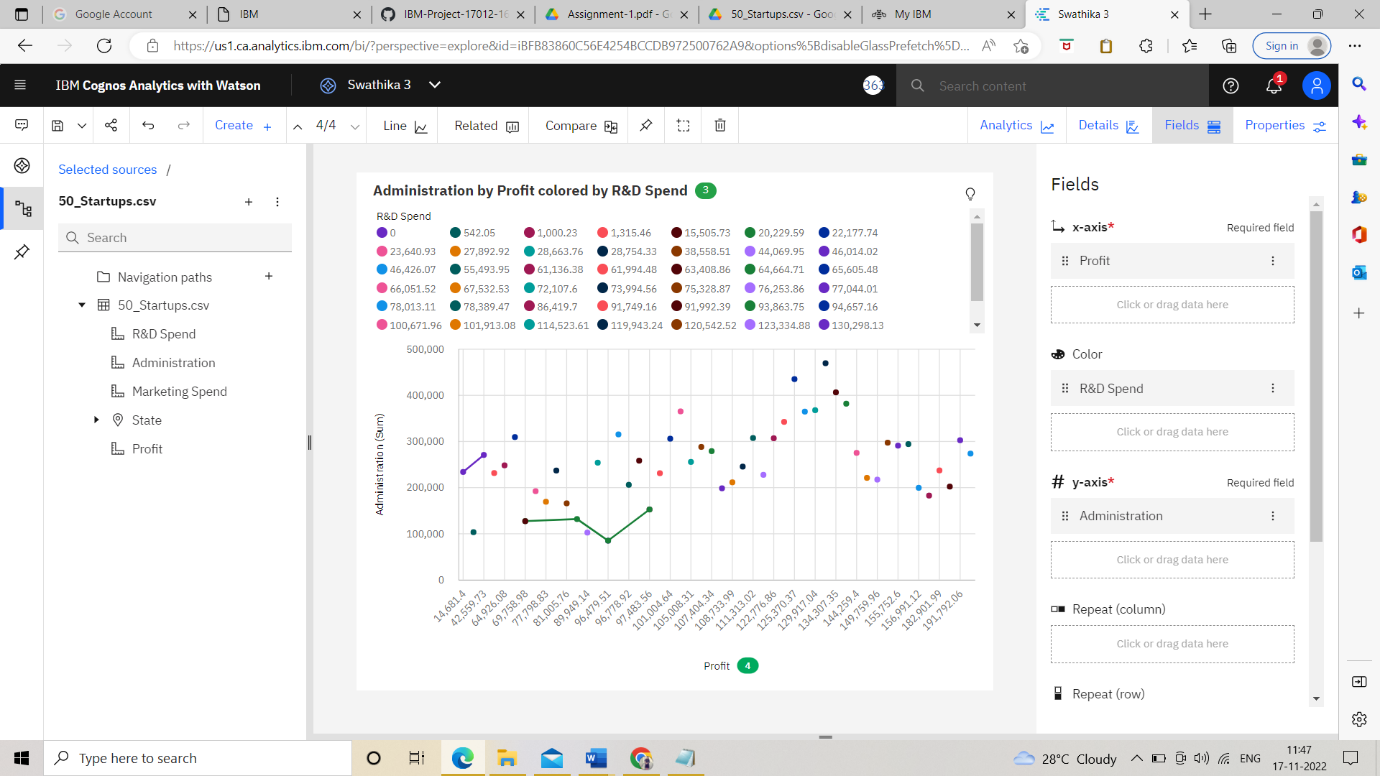 Google Account
IBM
IBM-Project-17012-16
Assignment-1.pdf - G
50_Startups.csv - Goo
My IBM
Swathika 3
https://us1.ca.analytics.ibm.com/bi/?perspective=explore&id=iBFB83860C56E4254BCCDB972500762A9&options%5BdisableGlassPrefetch%5D...
Sign in
IBM Cognos Analytics with Watson
Swathika 3
363
Search content
1
Create
4/4
Line
Related
Compare
Analytics
Details
Fields
Properties
Selected sources /
50_Startups.csv
Search
Navigation paths
50_Startups.csv
R&D Spend
Administration
Marketing Spend
State
Profit
Administration by Profit colored by R&D Spend 3
R&D Spend
0 542.05 1,000.23 1,315.46 15,505.73 20,229.59 22,177.74
23,640.93 27,892.92 28,663.76 28,754.33 38,558.51 44,069.95 46,014.02
46,426.07 55,493.95 61,136.38 61,994.48 63,408.86 64,664.71 65,605.48
66,051.52 67,532.53 72,107.6 73,994.56 75,328.87 76,253.86 77,044.01
78,013.11 78,389.47 86,419.7 91,749.16 91,992.39 93,863.75 94,657.16
100,671.96 101,913.08 114,523.61 119,943.24 120,542.52 123,334.88 130,298.13
Administration (Sum)
500,000
400,000
300,000
200,000
100,000
0
14,681.4 42,559.73 64,926.08 69,758.98 77,798.83 81,005.76 89,949.14 96,479.51 96,778.92 97,483.56 101,004.64 105,008.31 107,404.34 108,733.99 111,313.02 122,776.86 125,370.37 129,917.04 134,307.35 144,259.4 149,759.96 155,752.6 156,991.12 182,901.99 191,792.06
Profit 4
Fields
x-axis* Required field
Profit
Click or drag data here
Color
R&D Spend
Click or drag data here
y-axis* Required field
Administration
Click or drag data here
Repeat (column)
Click or drag data here
Repeat (row)
Type here to search
28°C Cloudy
ENG
11:47
17-11-2022